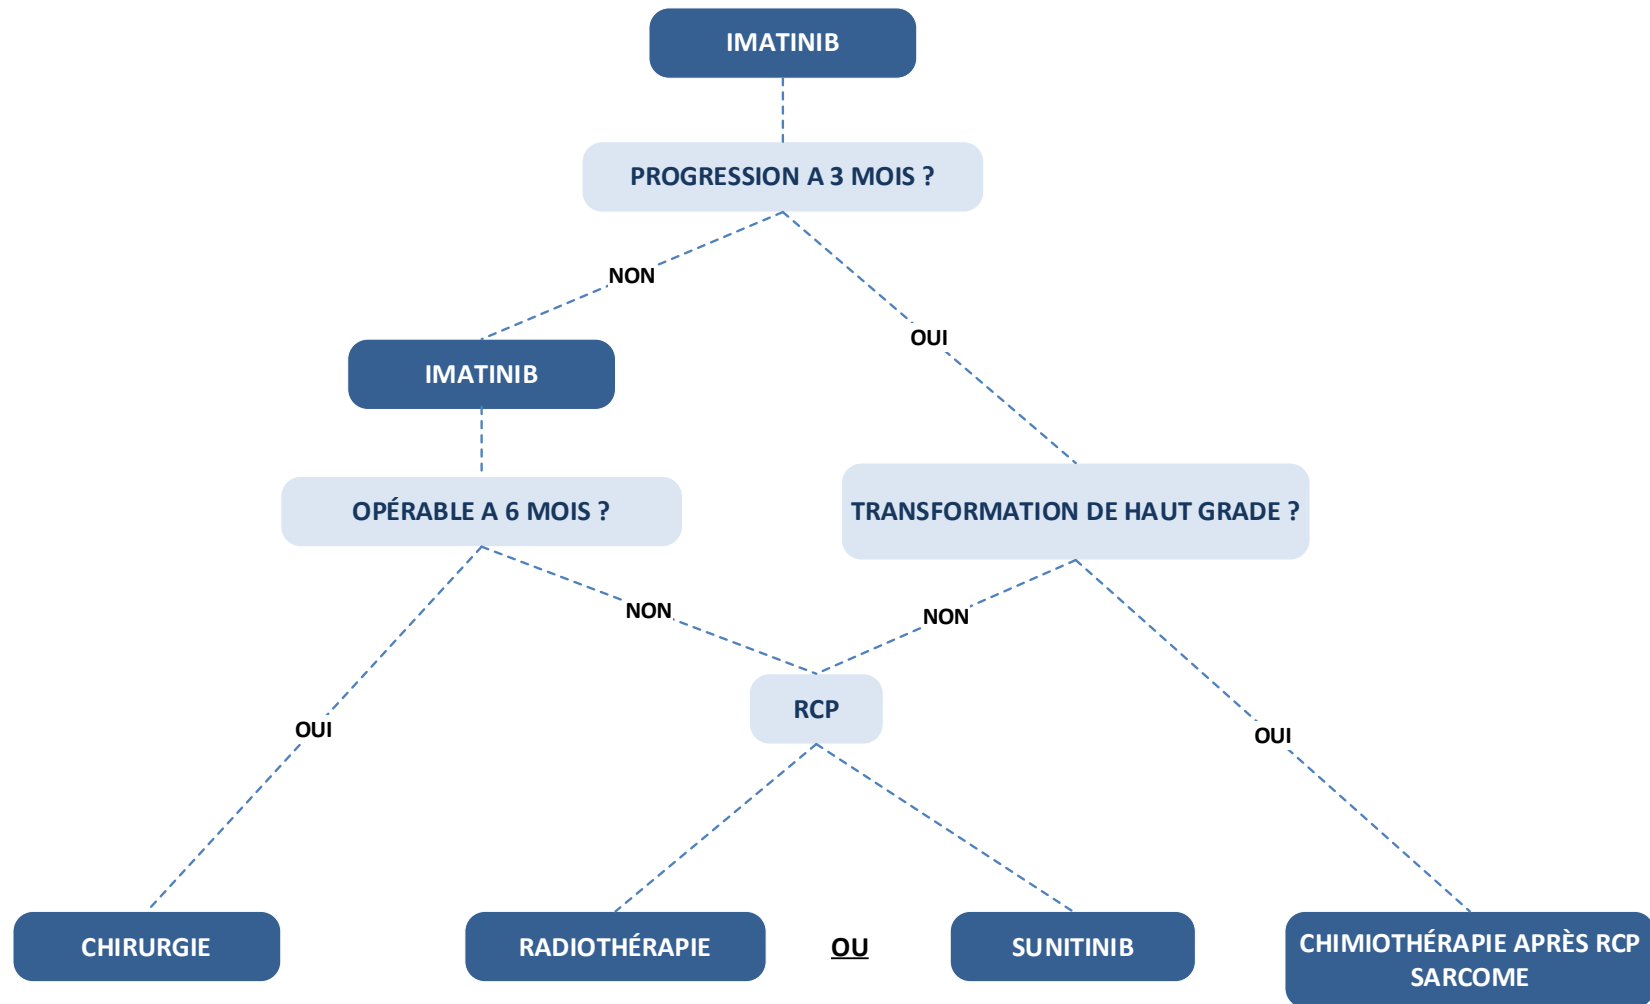 IMATINIB
PROGRESSION A 3 MOIS ?
NON
OUI
IMATINIB
OPÉRABLE A 6 MOIS ?
TRANSFORMATION DE HAUT GRADE ?
NON
NON
RCP
OUI
OUI
CHIRURGIE
RADIOTHÉRAPIE
OU
SUNITINIB
CHIMIOTHÉRAPIE APRÈS RCP
SARCOME